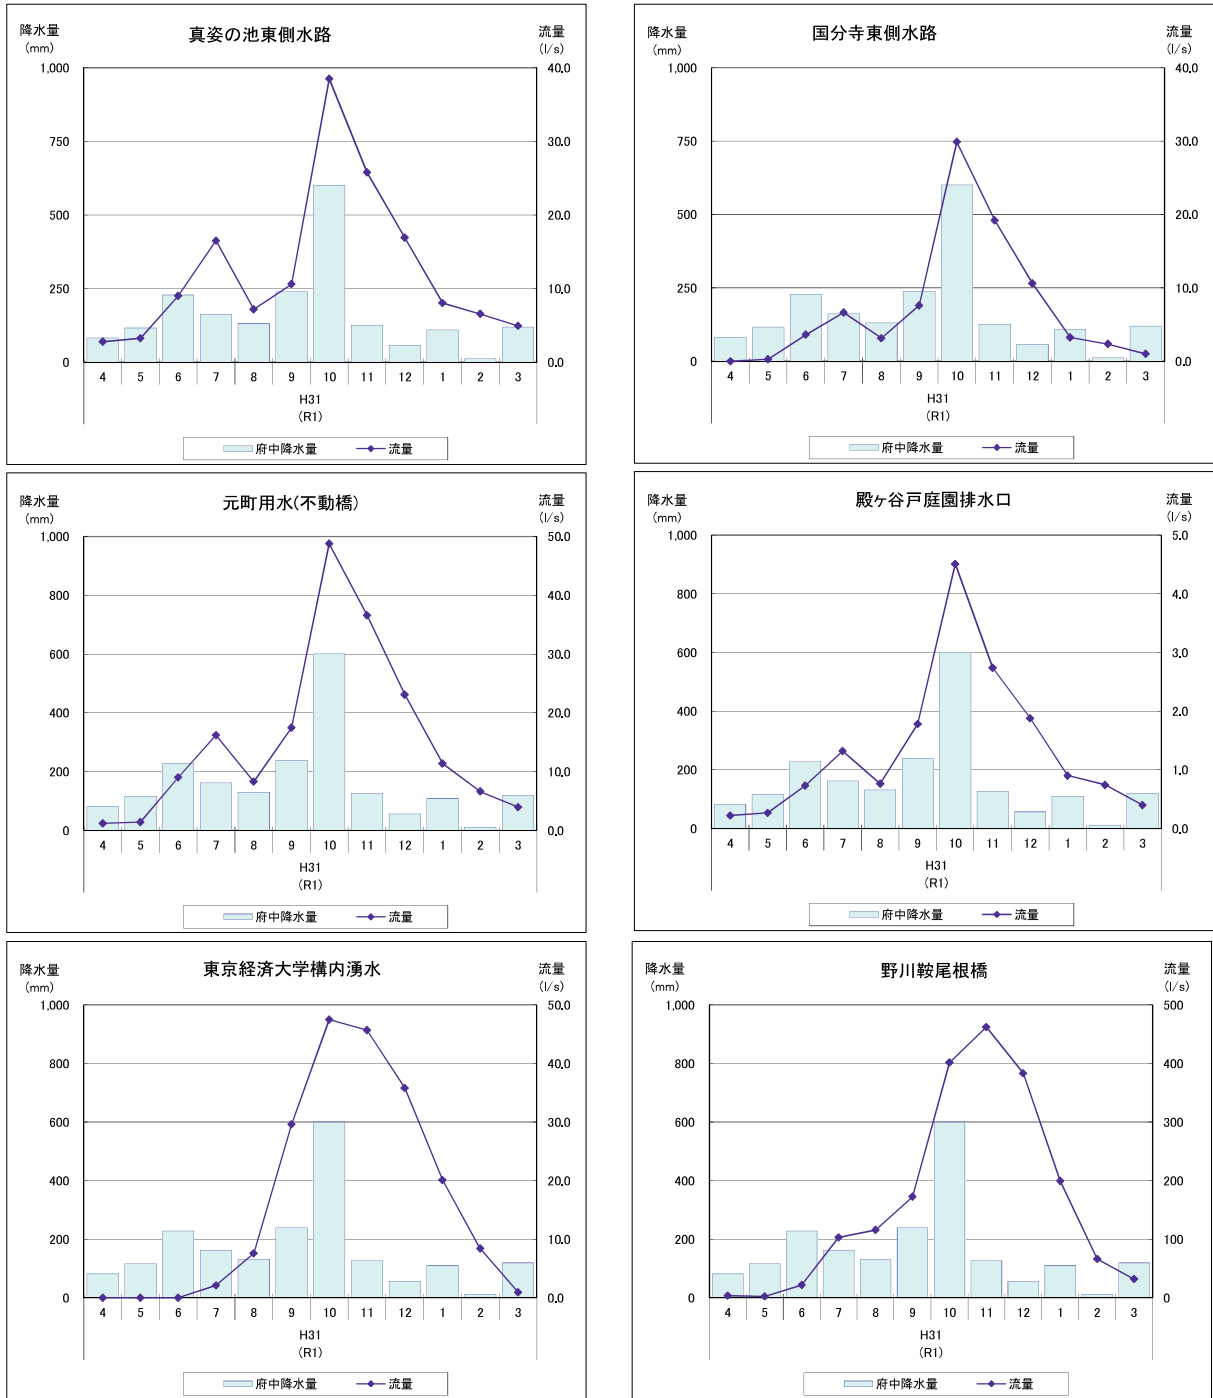 真姿の池東側水路
降水量
(mm)
流量
(l/s)
1,000
750
500
250
0
40.0
30.0
20.0
10.0
0.0
4 5 6 7 8 9 10 11 12 1 2 3
H31
(R1)
府中降水量 流量
国分寺東側水路
降水量
(mm)
流量
(l/s)
1,000
750
500
250
0
40.0
30.0
20.0
10.0
0.0
4 5 6 7 8 9 10 11 12 1 2 3
H31
(R1)
府中降水量 流量
元町用水(不動橋)
降水量
(mm)
流量
(l/s)
1,000
800
600
400
200
0
50.0
40.0
30.0
20.0
10.0
0.0
4 5 6 7 8 9 10 11 12 1 2 3
H31
(R1)
府中降水量 流量
殿ヶ谷戸庭園排水口
降水量
(mm)
流量
(l/s)
1,000
800
600
400
200
0
5.0
4.0
3.0
2.0
1.0
0.0
4 5 6 7 8 9 10 11 12 1 2 3
H31
(R1)
府中降水量 流量
東京経済大学構内湧水
降水量
(mm)
流量
(l/s)
1,000
800
600
400
200
0
50.0
40.0
30.0
20.0
10.0
0.0
4 5 6 7 8 9 10 11 12 1 2 3
H31
(R1)
府中降水量 流量
野川鞍尾根橋
降水量
(mm)
流量
(l/s)
1,000
800
600
400
200
0
500
400
300
200
100
0
4 5 6 7 8 9 10 11 12 1 2 3
H31
(R1)
府中降水量 流量